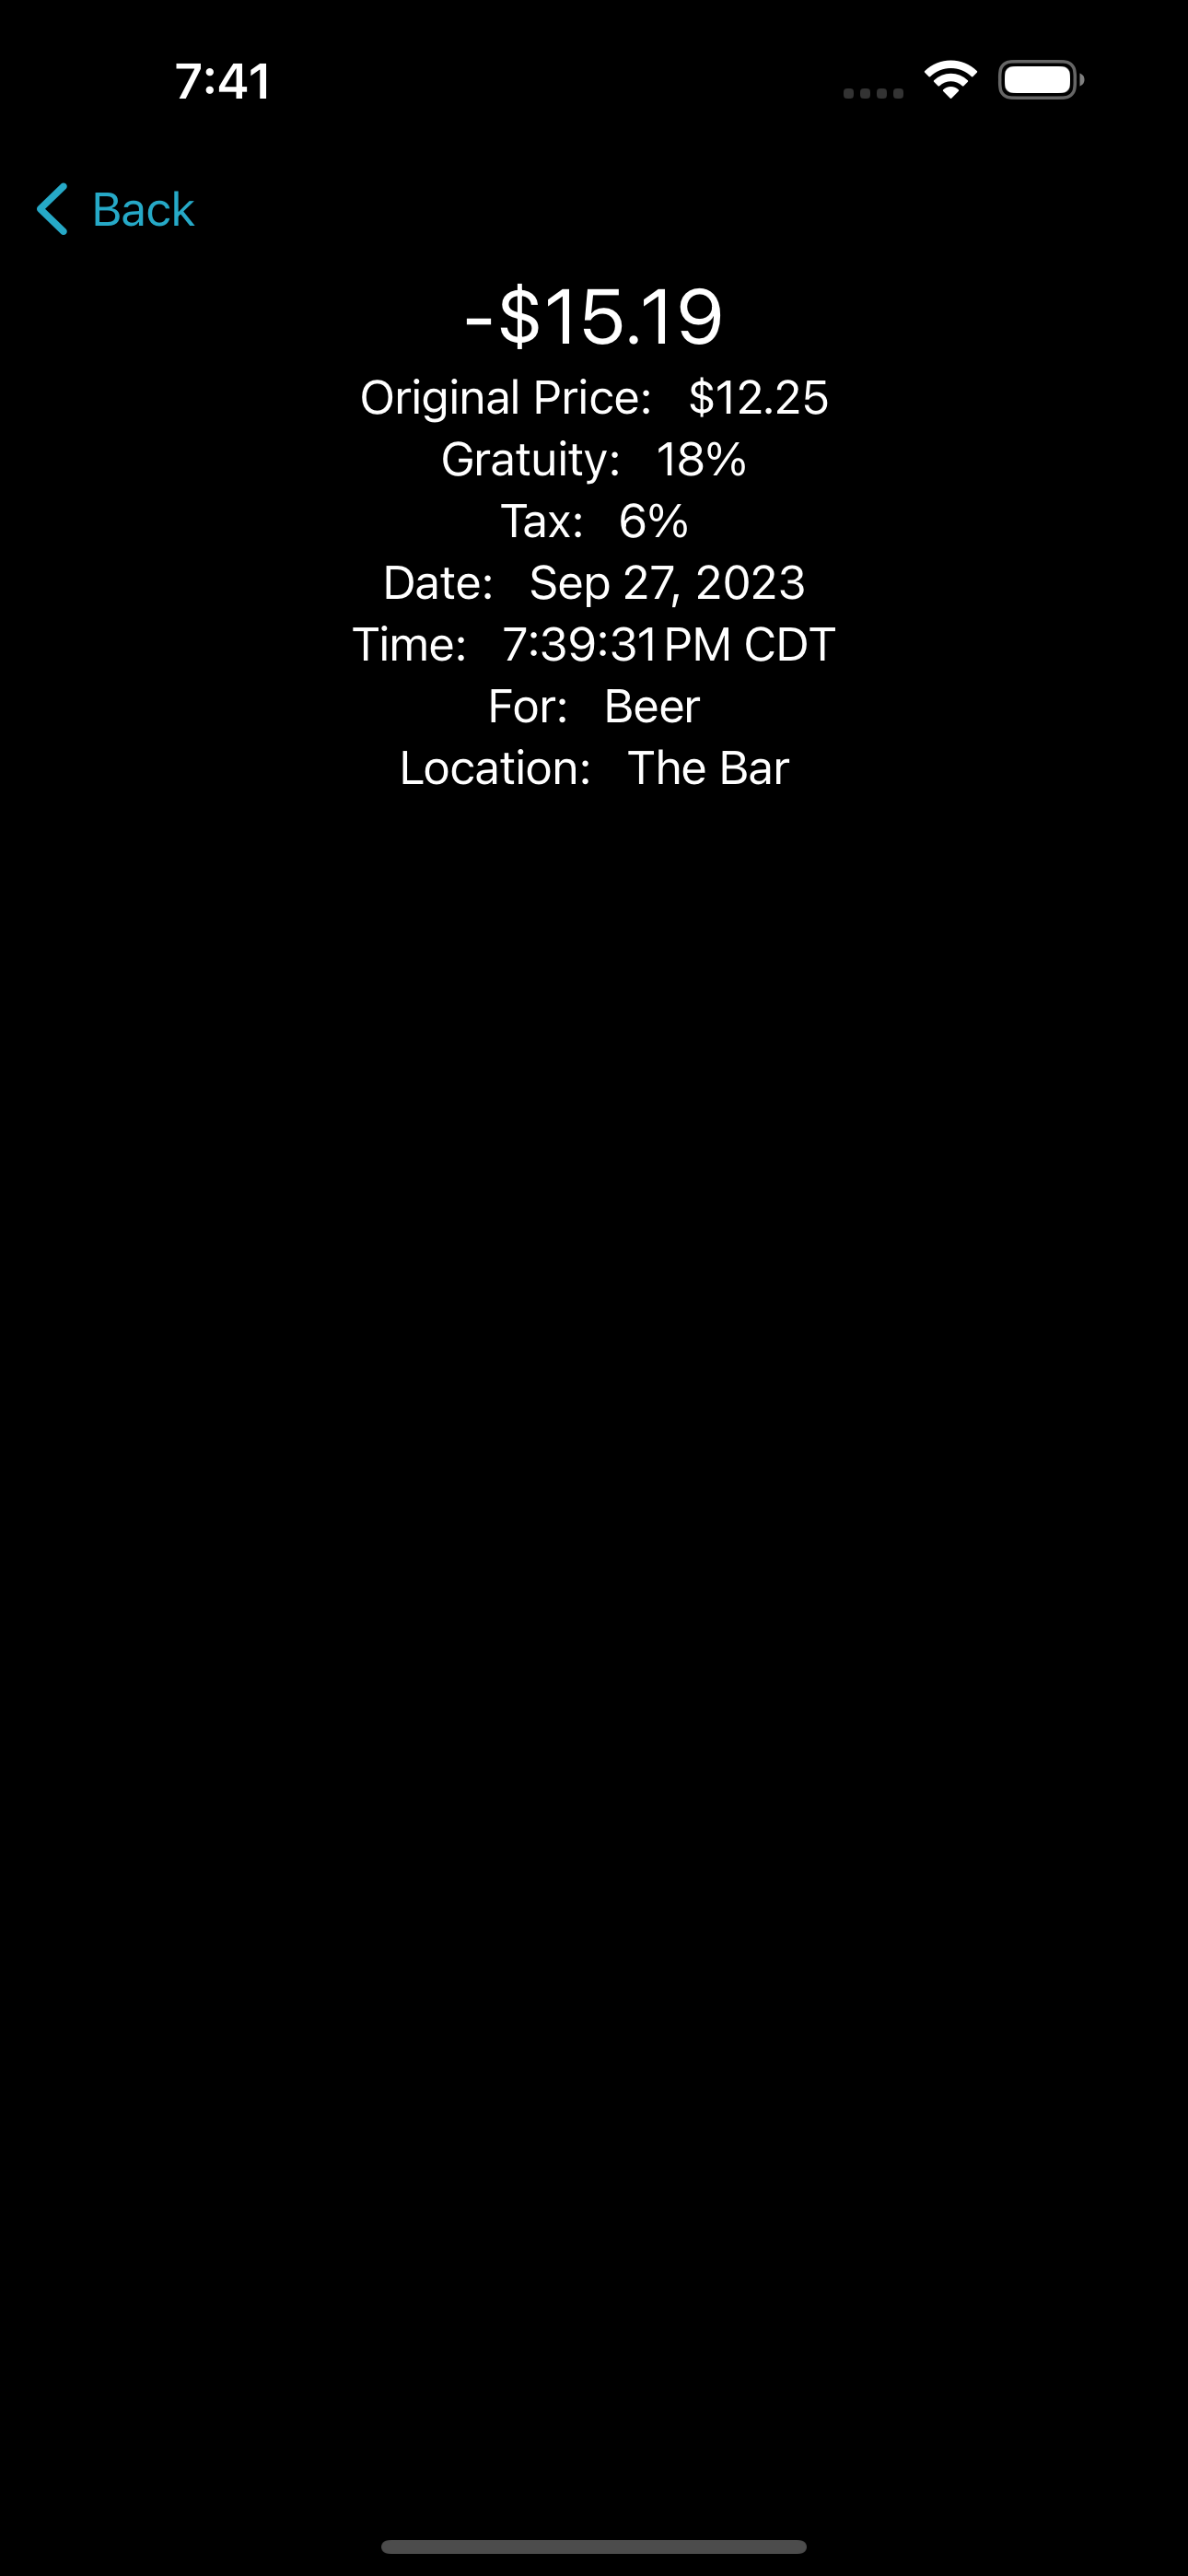 7:41
Back
-$15.19
Original Price: $12.25
Gratuity: 18%
Tax: 6%
Date: Sep 27, 2023
Time: 7:39:31 PM CDT
For: Beer
Location: The Bar